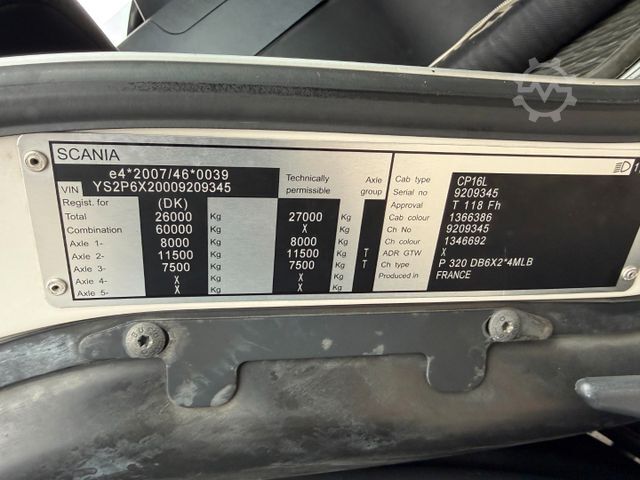 SCANIA
e4*2007/46*0039
VIN YS2P6X20009209345
Technically permissible Axle group
Regist. for (DK)
Total 26000 Kg 27000 Kg
Combination 60000 Kg X Kg
Axle 1- 8000 Kg 8000 Kg
Axle 2- 11500 Kg 11500 Kg T
Axle 3- 7500 Kg 7500 Kg T
Axle 4- X Kg X Kg
Axle 5- X Kg X Kg
Cab type CP16L
Serial no 9209345
Approval T 118 Fh
Cab colour 1366386
Ch No 9209345
Ch colour 1346692
ADR GTW X
Ch type P 320 DB6X2*4MLB
Produced in FRANCE